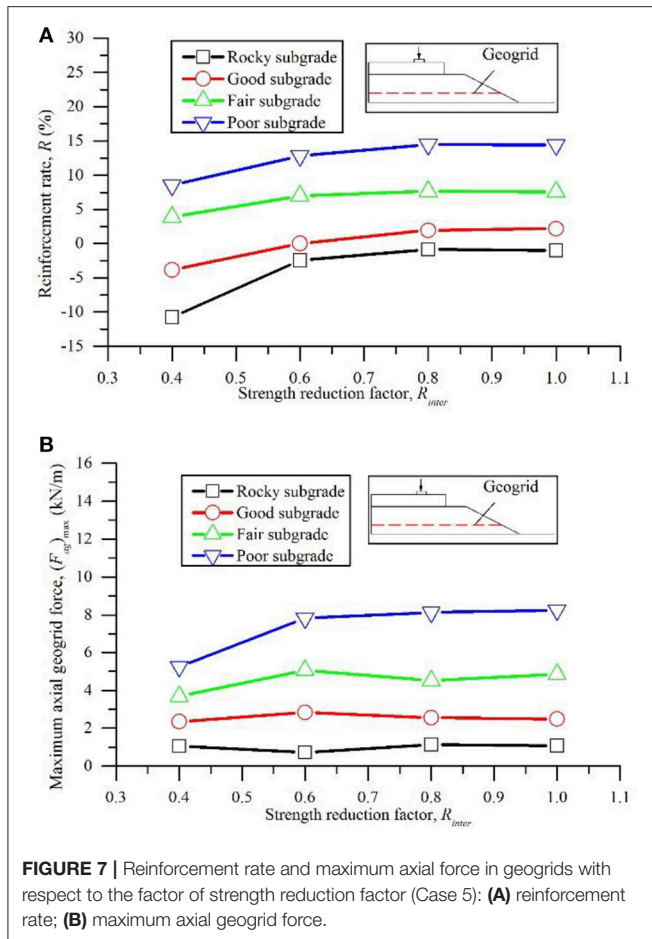 A
30
25
20
15
10
5
0
-5
-10
-15
Reinforcement rate, R (%)
Rocky subgrade
Good subgrade
Fair subgrade
Poor subgrade
Geogrid
0.3 0.4 0.5 0.6 0.7 0.8 0.9 1.0 1.1
Strength reduction factor, R_inter
B
16
14
12
10
8
6
4
2
0
Maximum axial geogrid force, (F_ag)_max (kN/m)
Rocky subgrade
Good subgrade
Fair subgrade
Poor subgrade
Geogrid
0.3 0.4 0.5 0.6 0.7 0.8 0.9 1.0 1.1
Strength reduction factor, R_inter
FIGURE 7 | Reinforcement rate and maximum axial force in geogrids with
respect to the factor of strength reduction factor (Case 5): (A) reinforcement
rate; (B) maximum axial geogrid force.